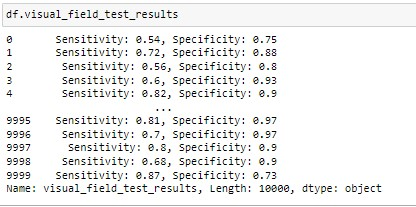 df.visual_field_test_results
0 Sensitivity: 0.54, Specificity: 0.75
1 Sensitivity: 0.72, Specificity: 0.88
2 Sensitivity: 0.56, Specificity: 0.8
3 Sensitivity: 0.6, Specificity: 0.93
4 Sensitivity: 0.82, Specificity: 0.9
...
9995 Sensitivity: 0.81, Specificity: 0.97
9996 Sensitivity: 0.7, Specificity: 0.97
9997 Sensitivity: 0.8, Specificity: 0.9
9998 Sensitivity: 0.68, Specificity: 0.9
9999 Sensitivity: 0.87, Specificity: 0.73
Name: visual_field_test_results, Length: 10000, dtype: object